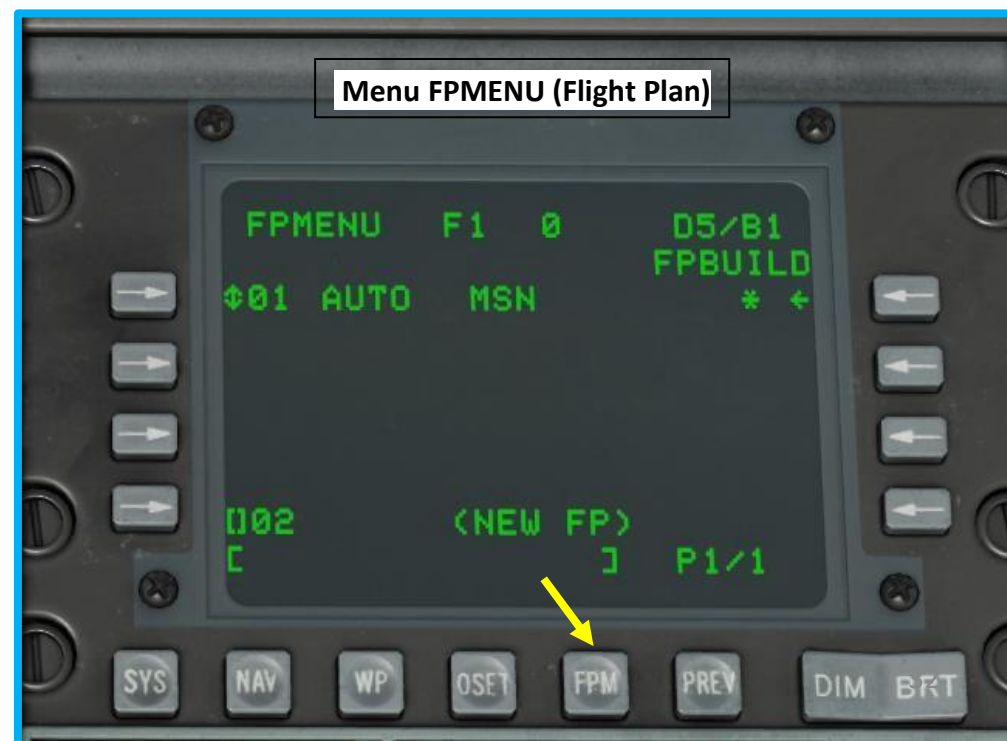 Menu FPMENU (Flight Plan)
FPMENU F1 0 D5/B1
FPBUILD
↕01 AUTO MSN * ←
[]02 (NEW FP)
[ ] P1/1
SYS NAV WP OSET FPM PREV DIM BRT